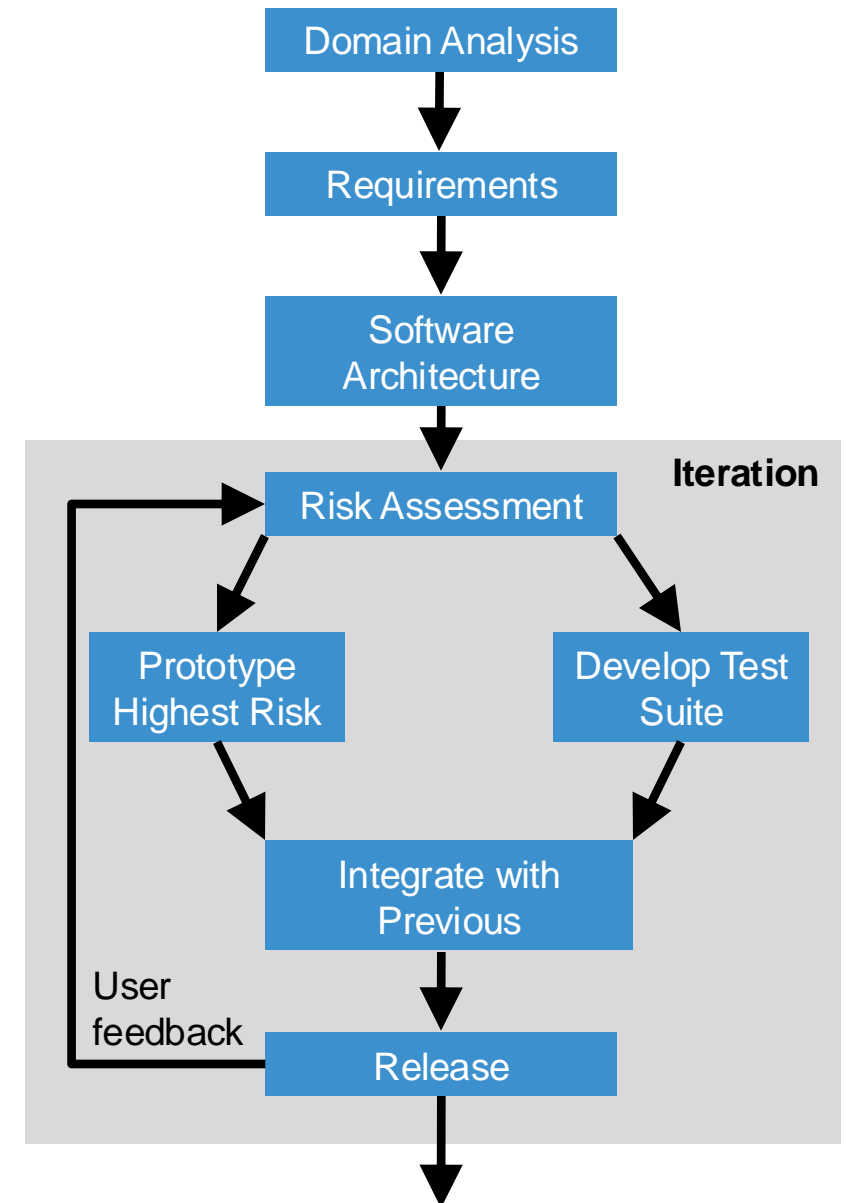 Domain Analysis
Requirements
Software
Architecture
Iteration
Risk Assessment
Prototype
Highest Risk
Develop Test
Suite
Integrate with
Previous
User
feedback
Release